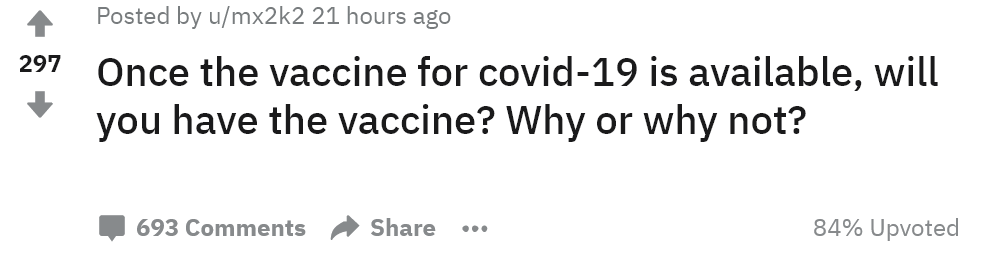 Posted by u/mx2k2 21 hours ago
297
Once the vaccine for covid-19 is available, will
you have the vaccine? Why or why not?
693 Comments Share ••• 84% Upvoted